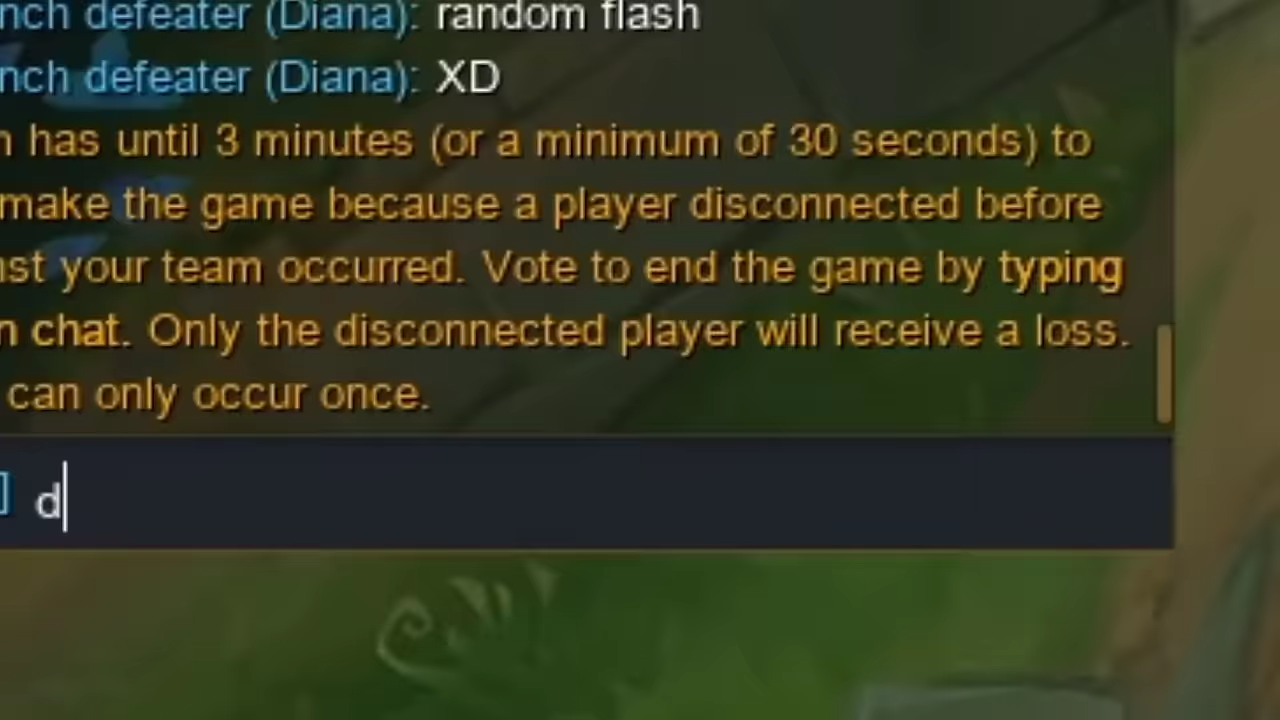 nch defeater (Diana): random flash
nch defeater (Diana): XD
n has until 3 minutes (or a minimum of 30 seconds) to
make the game because a player disconnected before
nst your team occurred. Vote to end the game by typing
n chat. Only the disconnected player will receive a loss.
can only occur once.
] d